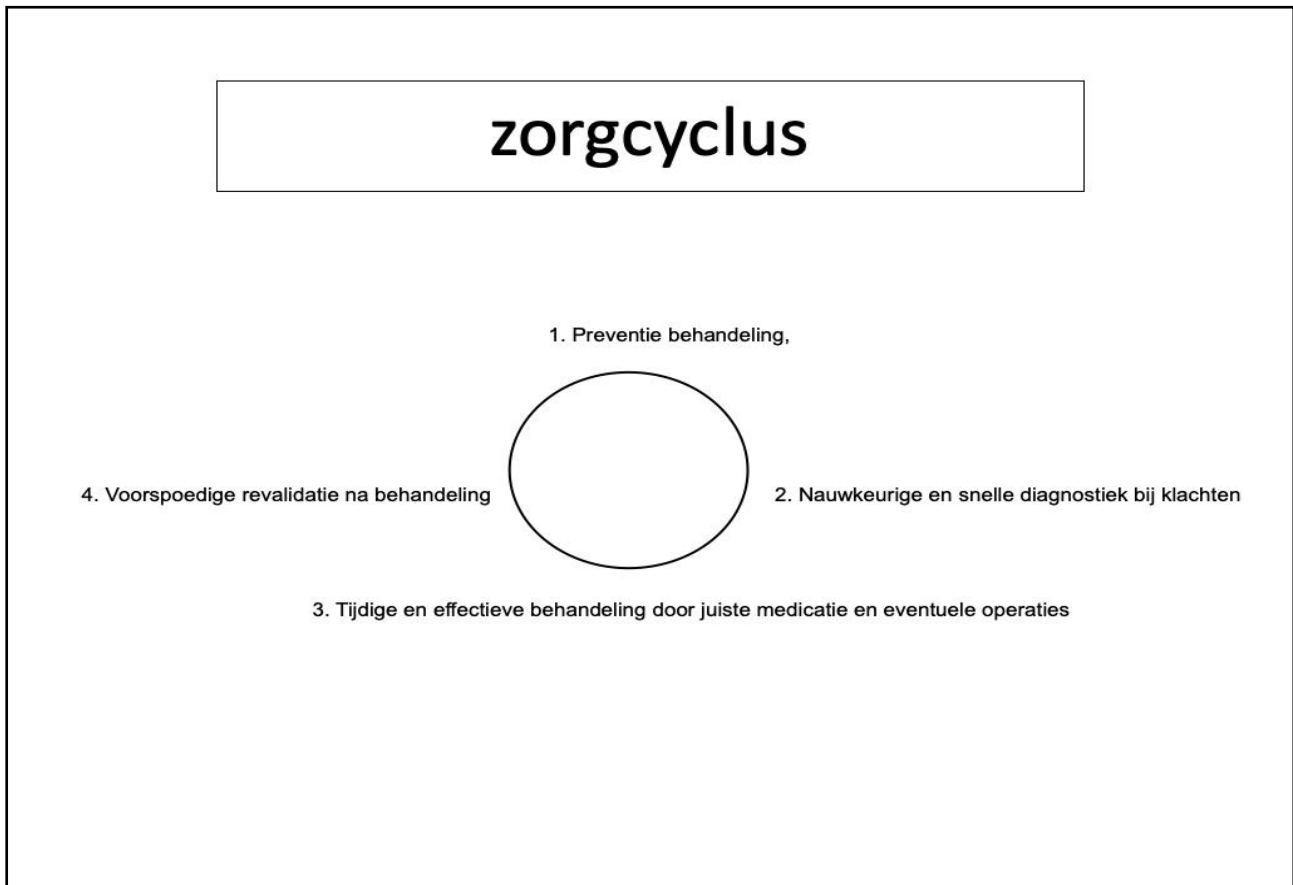 zorgcyclus
1. Preventie behandeling,
4. Voorspoedige revalidatie na behandeling
2. Nauwkeurige en snelle diagnostiek bij klachten
3. Tijdige en effectieve behandeling door juiste medicatie en eventuele operaties